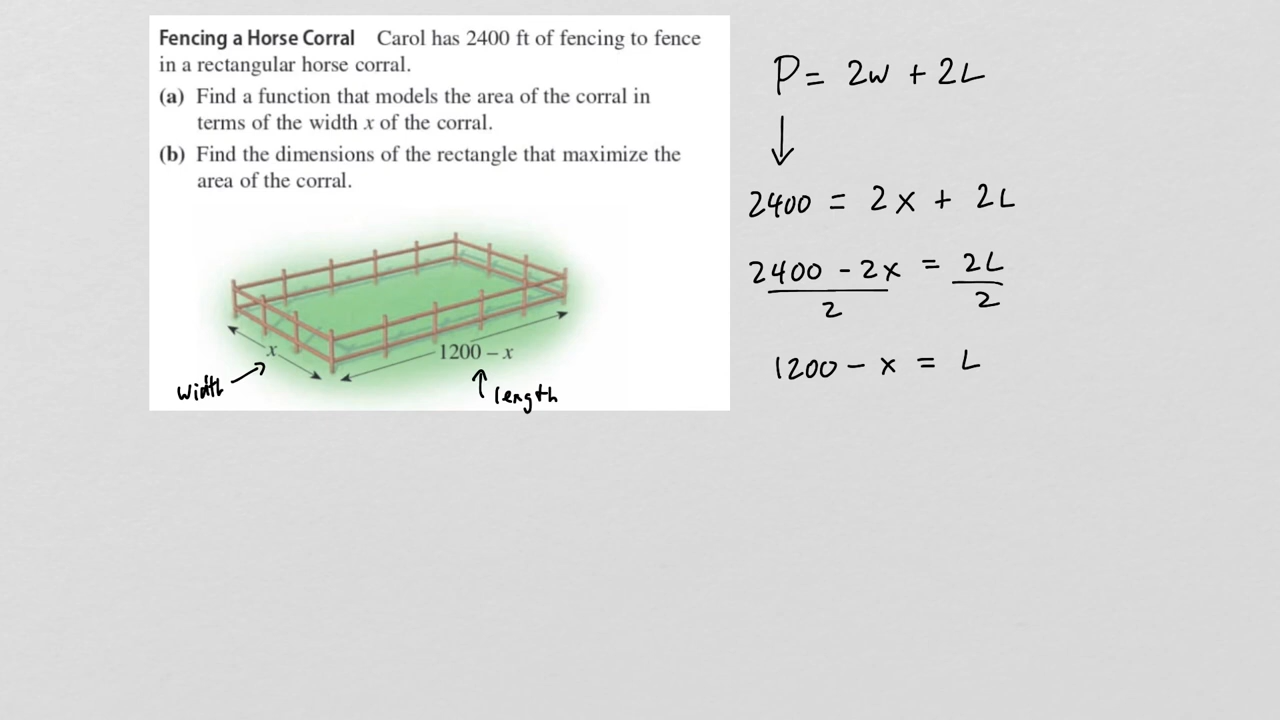 Fencing a Horse Corral Carol has 2400 ft of fencing to fence
in a rectangular horse corral.
(a) Find a function that models the area of the corral in
terms of the width x of the corral.
(b) Find the dimensions of the rectangle that maximize the
area of the corral.
x
1200 – x
width
length
P = 2w + 2L
↓
2400 = 2x + 2L
2400 - 2x = 2L
2 2
1200 - x = L